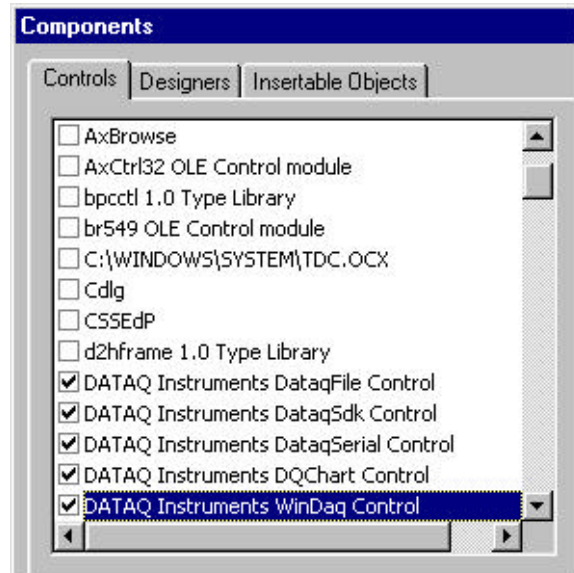 Components
Controls Designers Insertable Objects
AxBrowse
AxCtrl32 OLE Control module
bpcctl 1.0 Type Library
br549 OLE Control module
C:\WINDOWS\SYSTEM\TDC.OCX
Cdlg
CSSEdP
d2hframe 1.0 Type Library
DATAQ Instruments DataqFile Control
DATAQ Instruments DataqSdk Control
DATAQ Instruments DataqSerial Control
DATAQ Instruments DQChart Control
DATAQ Instruments WinDaq Control